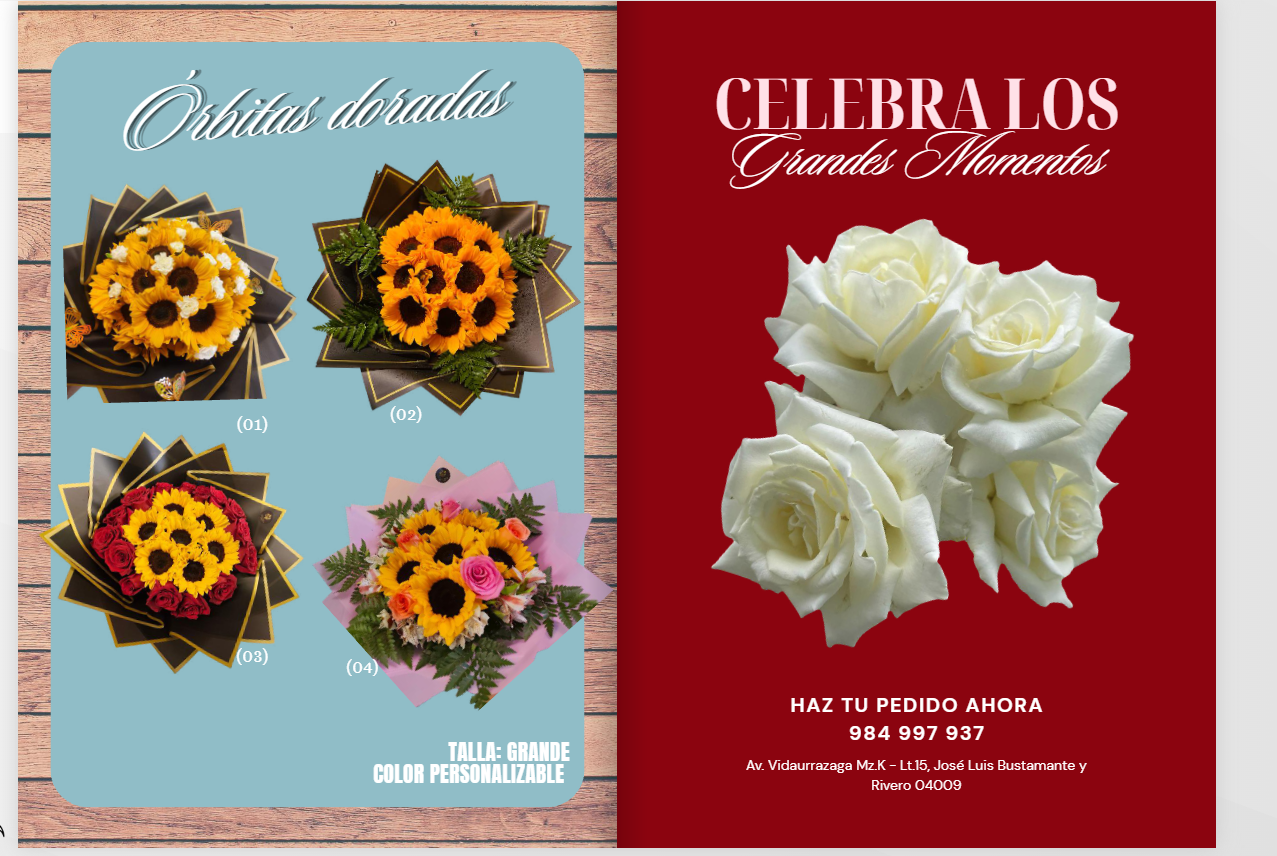 Órbitas doradas
(01)
(02)
(03)
(04)
TALLA: GRANDE
COLOR PERSONALIZABLE
CELEBRA LOS
Grandes Momentos
HAZ TU PEDIDO AHORA
984 997 937
Av. Vidaurrazaga Mz.K - Lt.15, José Luis Bustamante y
Rivero 04009